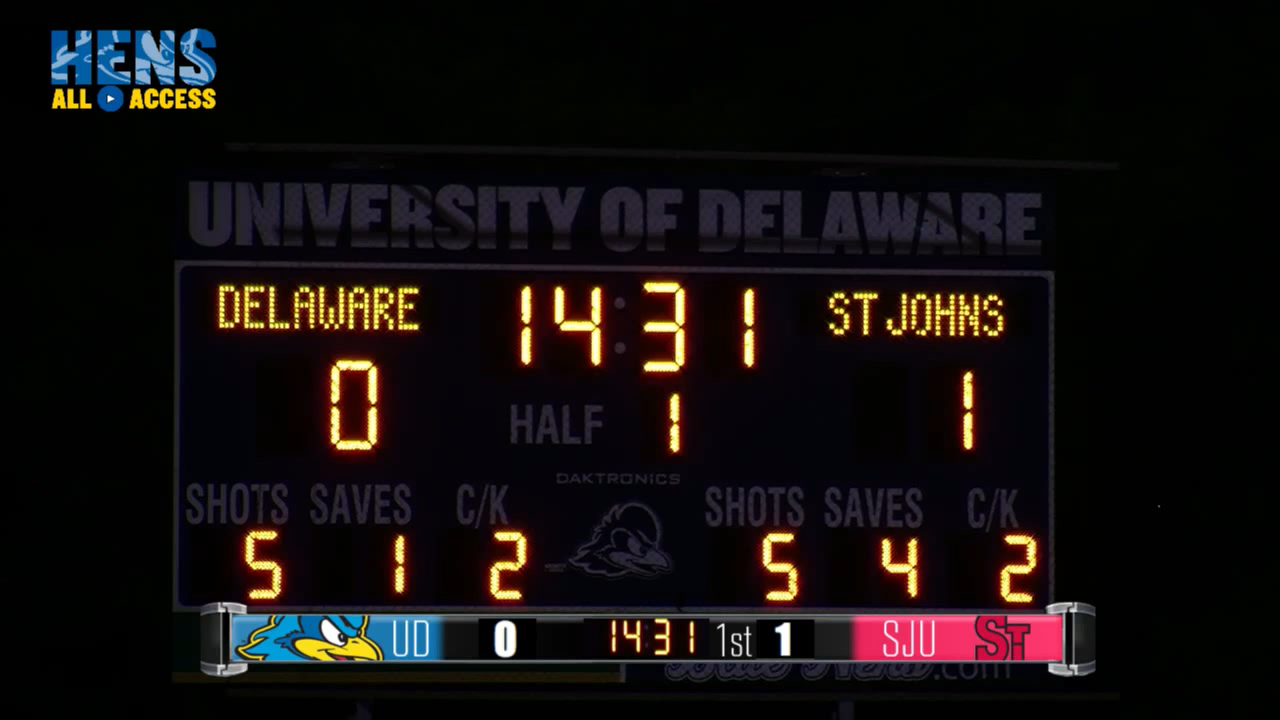 HENS
ALL ACCESS
UNIVERSITY OF DELAWARE
DELAWARE 14:31 ST JOHNS
0 HALF 1 1
DAKTRONICS
SHOTS SAVES C/K SHOTS SAVES C/K
5 1 2 5 4 2
UD 0 14:31 1st 1 SJU ST
.com